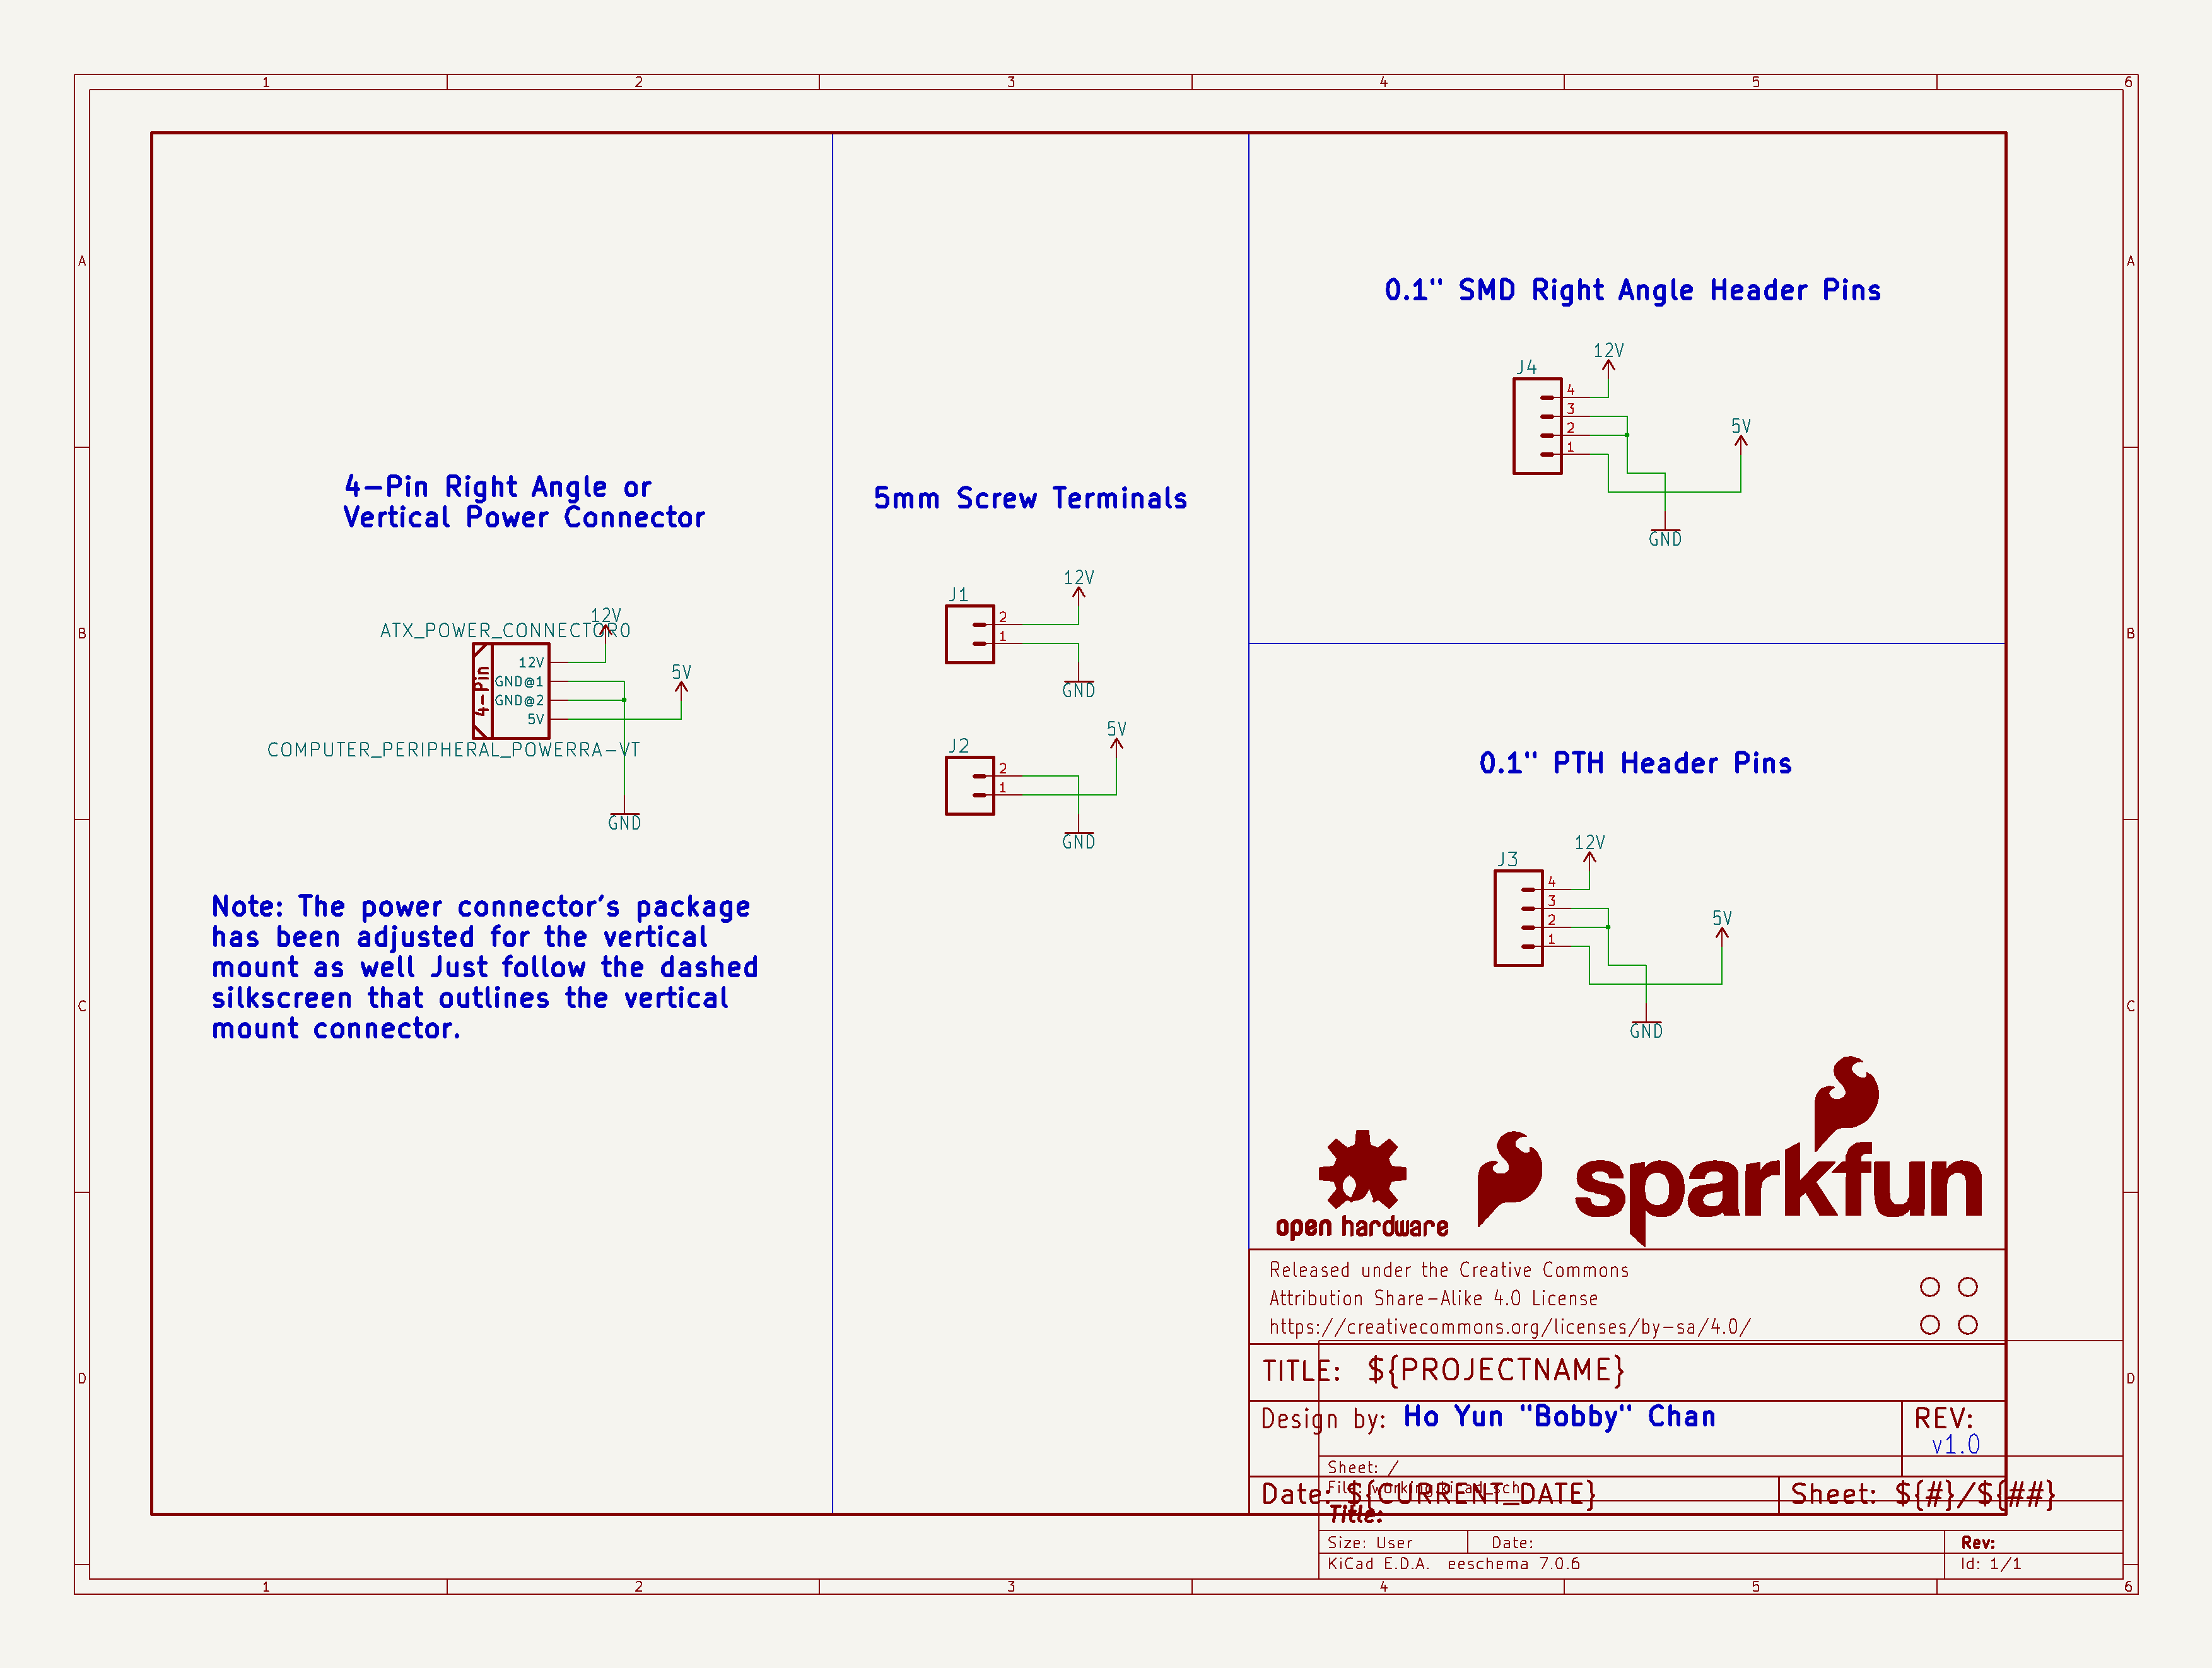 1 2 3 4 5 6
A A
B B
C C
D D
4-Pin Right Angle or
Vertical Power Connector
12V
ATX_POWER_CONNECTOR0
4-Pin
12V
GND@1
GND@2
5V
5V
COMPUTER_PERIPHERAL_POWERRA-VT
GND
Note: The power connector's package
has been adjusted for the vertical
mount as well Just follow the dashed
silkscreen that outlines the vertical
mount connector.
5mm Screw Terminals
12V
J1
2
1
GND
5V
J2
2
1
GND
0.1" SMD Right Angle Header Pins
12V
J4
4
3
2
1
5V
GND
0.1" PTH Header Pins
12V
J3
4
3
2
1
5V
GND
open hardware
sparkfun
Released under the Creative Commons
Attribution Share-Alike 4.0 License
https://creativecommons.org/licenses/by-sa/4.0/
TITLE: ${PROJECTNAME}
Design by: Ho Yun "Bobby" Chan
REV:
v1.0
Sheet: /
File: working.kicad_sch
Date: ${CURRENT_DATE}
Sheet: ${#}/${##}
Title:
Size: User Date: Rev:
KiCad E.D.A. eeschema 7.0.6 Id: 1/1
1 2 3 4 5 6